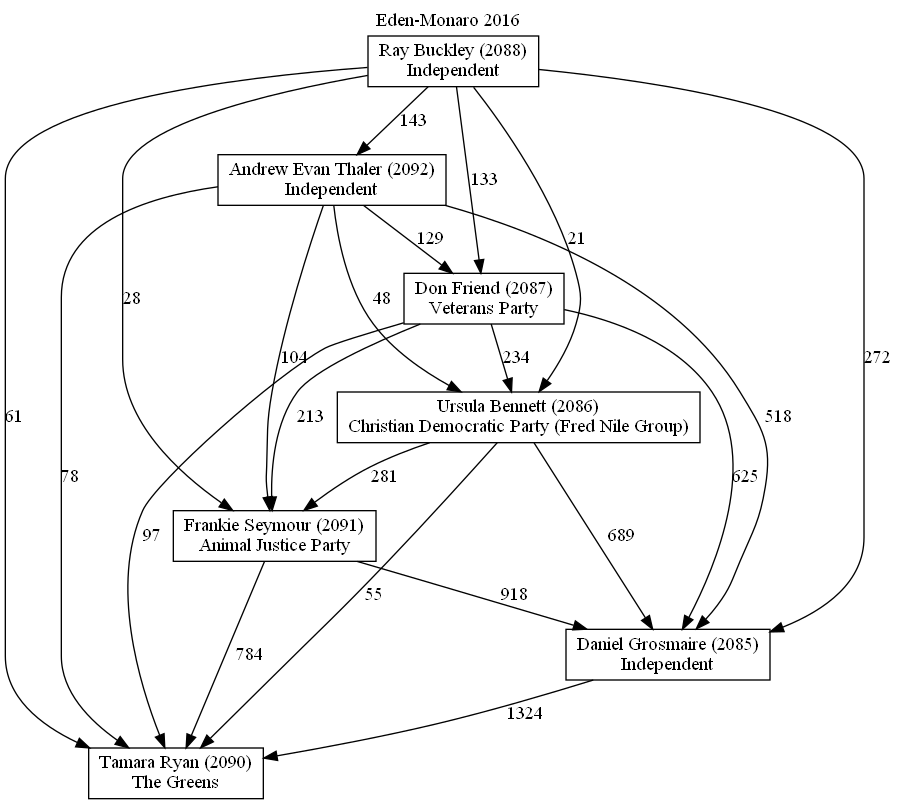 Eden-Monaro 2016
Ray Buckley (2088)
Independent
143
Andrew Evan Thaler (2092)
Independent
133
129
21
Don Friend (2087)
Veterans Party
28
48
104
234
272
213
61
78
518
Ursula Bennett (2086)
Christian Democratic Party (Fred Nile Group)
281
625
Frankie Seymour (2091)
Animal Justice Party
97
689
55
918
784
Daniel Grosmaire (2085)
Independent
1324
Tamara Ryan (2090)
The Greens